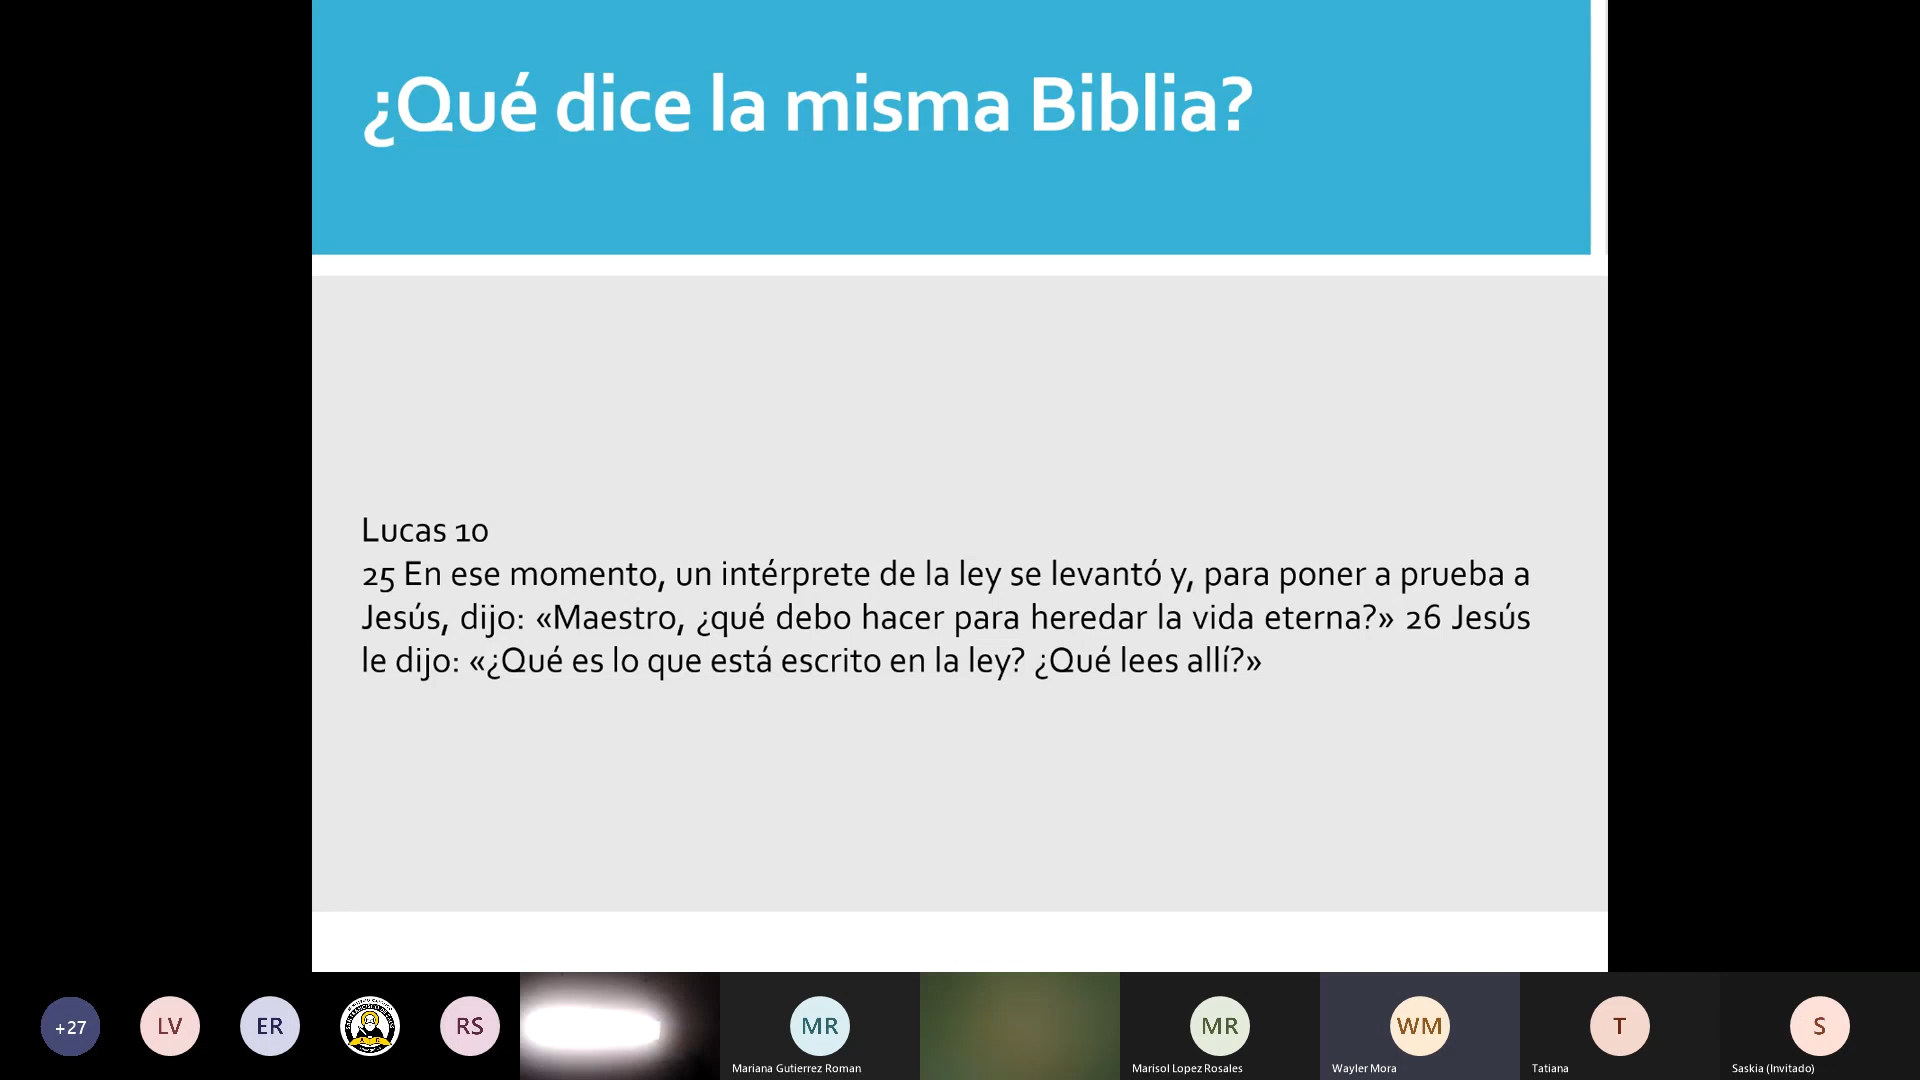 ¿Qué dice la misma Biblia?
Lucas 10
25 En ese momento, un intérprete de la ley se levantó y, para poner a prueba a
Jesús, dijo: «Maestro, ¿qué debo hacer para heredar la vida eterna?» 26 Jesús
le dijo: «¿Qué es lo que está escrito en la ley? ¿Qué lees allí?»
+27
LV
ER
RS
MR
Mariana Gutierrez Roman
MR
Marisol Lopez Rosales
WM
Wayler Mora
T
Tatiana
S
Saskia (Invitado)